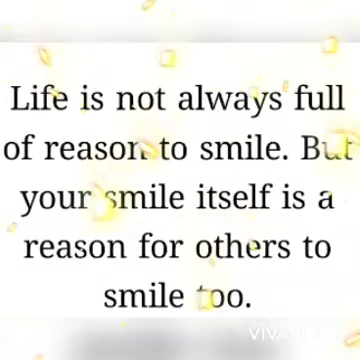 Life is not always full
of reason to smile. But
your smile itself is a
reason for others to
smile too.